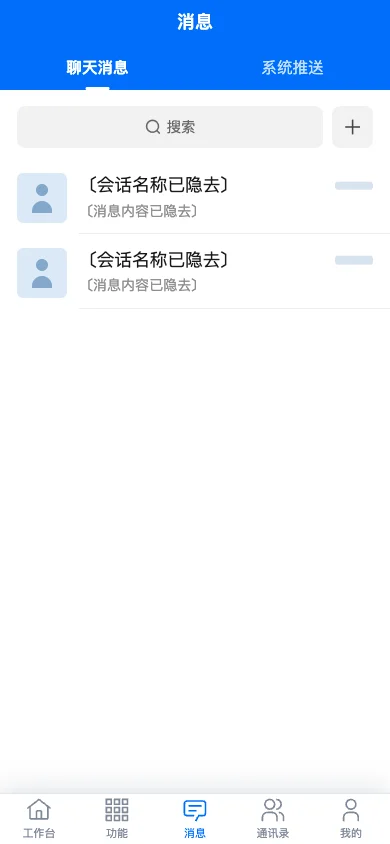 消息
聊天消息 系统推送
搜索
〔会话名称已隐去〕
〔消息内容已隐去〕
〔会话名称已隐去〕
〔消息内容已隐去〕
工作台 功能 消息 通讯录 我的